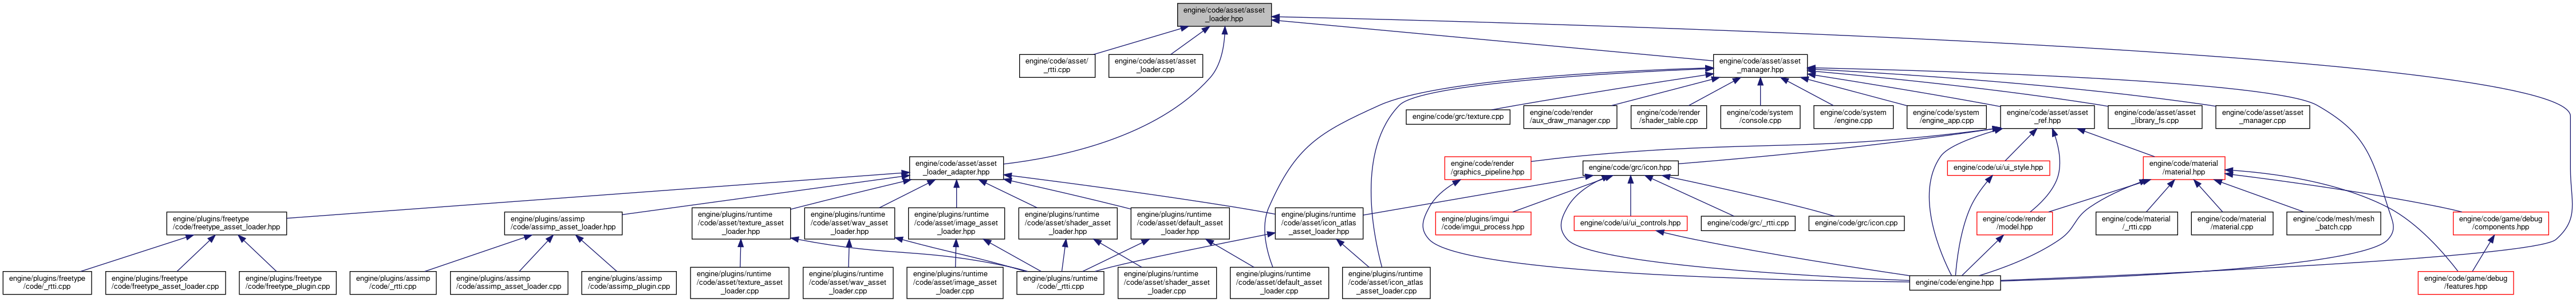 engine/code/asset/asset
_loader.hpp
engine/code/asset/
_rtti.cpp
engine/code/asset/asset
_loader.cpp
engine/code/asset/asset
_manager.hpp
engine/code/grc/texture.cpp
engine/code/render
/aux_draw_manager.cpp
engine/code/render
/shader_table.cpp
engine/code/system
/console.cpp
engine/code/system
/engine.cpp
engine/code/system
/engine_app.cpp
engine/code/asset/asset
_ref.hpp
engine/code/asset/asset
_library_fs.cpp
engine/code/asset/asset
_manager.cpp
engine/code/asset/asset
_loader_adapter.hpp
engine/code/render
/graphics_pipeline.hpp
engine/code/grc/icon.hpp
engine/code/ui/ui_style.hpp
engine/code/material
/material.hpp
engine/plugins/freetype
/code/freetype_asset_loader.hpp
engine/plugins/assimp
/code/assimp_asset_loader.hpp
engine/plugins/runtime
/code/asset/texture_asset
_loader.hpp
engine/plugins/runtime
/code/asset/wav_asset
_loader.hpp
engine/plugins/runtime
/code/asset/image_asset
_loader.hpp
engine/plugins/runtime
/code/asset/shader_asset
_loader.hpp
engine/plugins/runtime
/code/asset/default_asset
_loader.hpp
engine/plugins/runtime
/code/asset/icon_atlas
_asset_loader.hpp
engine/plugins/imgui
/code/imgui_process.hpp
engine/code/ui/ui_controls.hpp
engine/code/grc/_rtti.cpp
engine/code/grc/icon.cpp
engine/code/render
/model.hpp
engine/code/material
/_rtti.cpp
engine/code/material
/material.cpp
engine/code/mesh/mesh
_batch.cpp
engine/code/game/debug
/components.hpp
engine/plugins/freetype
/code/_rtti.cpp
engine/plugins/freetype
/code/freetype_asset_loader.cpp
engine/plugins/freetype
/code/freetype_plugin.cpp
engine/plugins/assimp
/code/_rtti.cpp
engine/plugins/assimp
/code/assimp_asset_loader.cpp
engine/plugins/assimp
/code/assimp_plugin.cpp
engine/plugins/runtime
/code/asset/texture_asset
_loader.cpp
engine/plugins/runtime
/code/asset/wav_asset
_loader.cpp
engine/plugins/runtime
/code/asset/image_asset
_loader.cpp
engine/plugins/runtime
/code/_rtti.cpp
engine/plugins/runtime
/code/asset/shader_asset
_loader.cpp
engine/plugins/runtime
/code/asset/default_asset
_loader.cpp
engine/plugins/runtime
/code/asset/icon_atlas
_asset_loader.cpp
engine/code/engine.hpp
engine/code/game/debug
/features.hpp